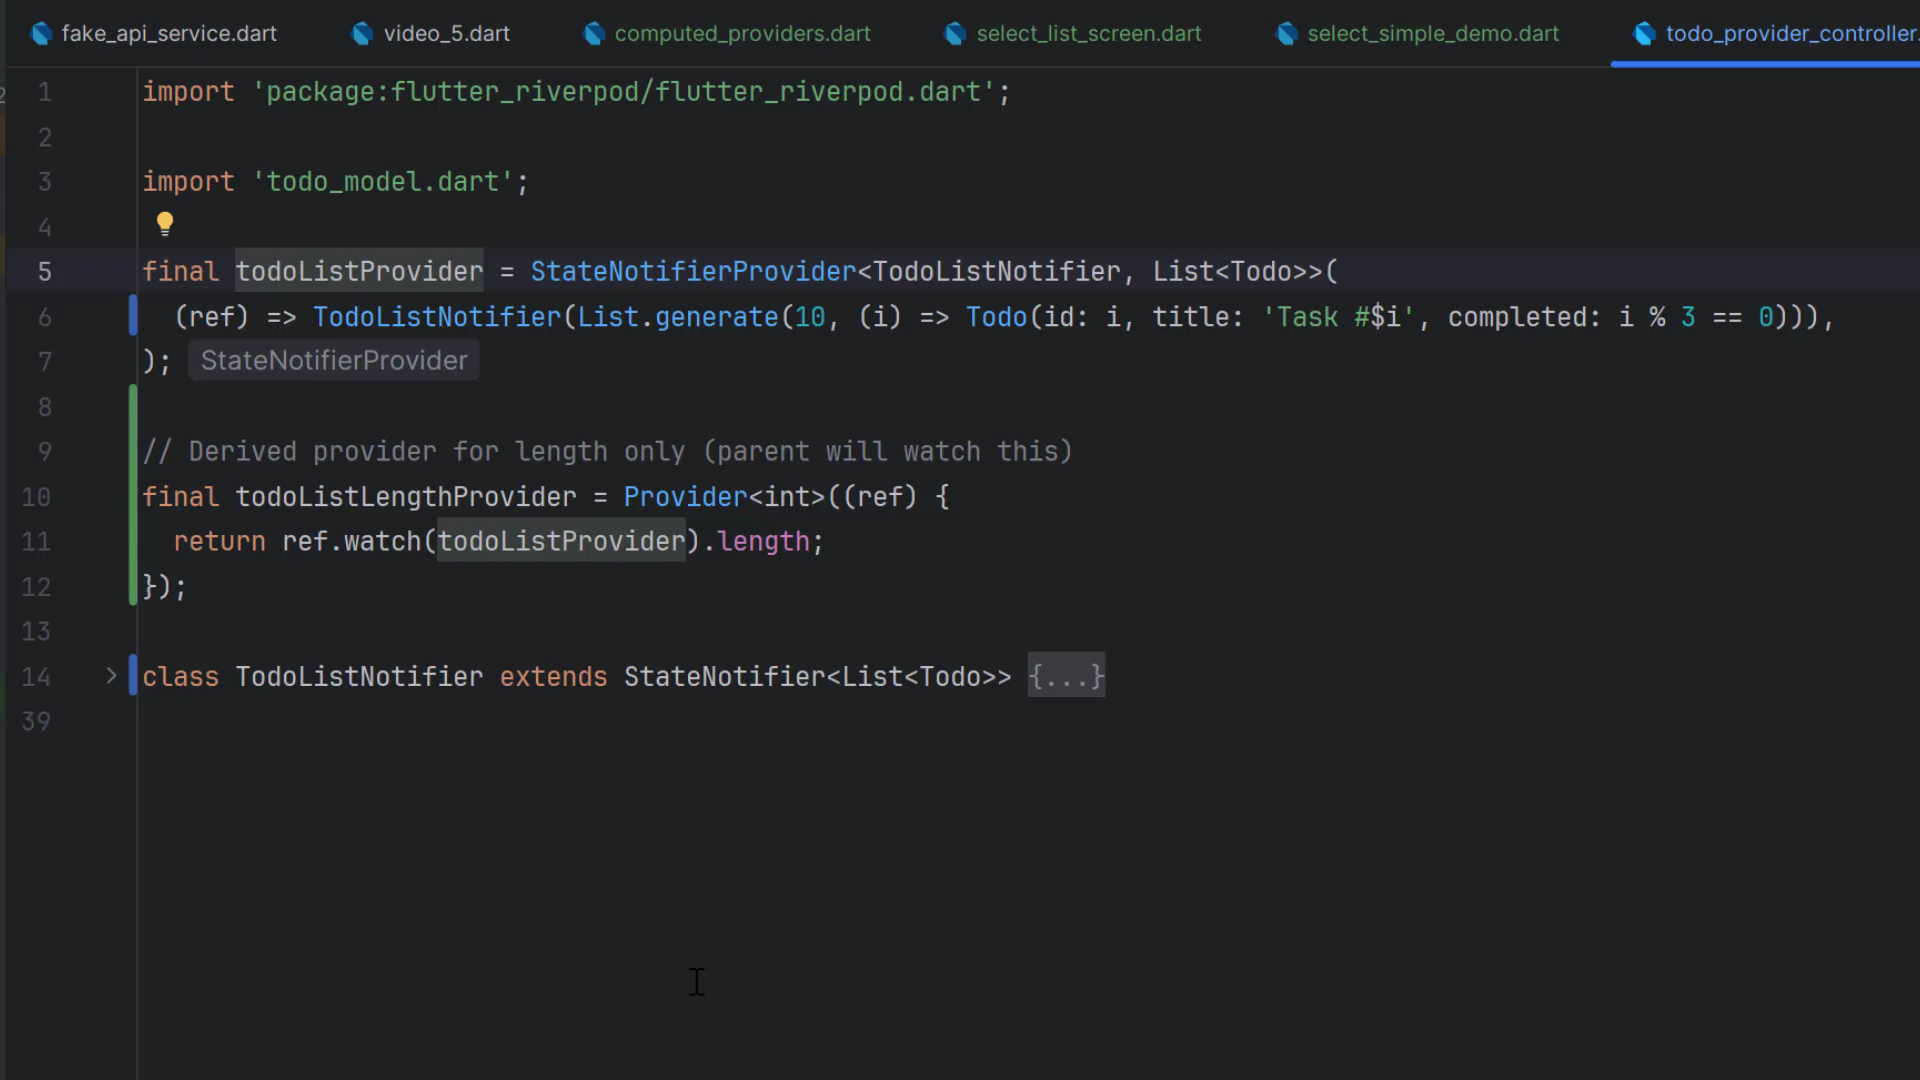 fake_api_service.dart video_5.dart computed_providers.dart select_list_screen.dart select_simple_demo.dart todo_provider_controller.
1 import 'package:flutter_riverpod/flutter_riverpod.dart';
2
3 import 'todo_model.dart';
4
5 final todoListProvider = StateNotifierProvider<TodoListNotifier, List<Todo>>(
6 (ref) => TodoListNotifier(List.generate(10, (i) => Todo(id: i, title: 'Task #$i', completed: i % 3 == 0))),
7 ); StateNotifierProvider
8
9 // Derived provider for length only (parent will watch this)
10 final todoListLengthProvider = Provider<int>((ref) {
11 return ref.watch(todoListProvider).length;
12 });
13
14 class TodoListNotifier extends StateNotifier<List<Todo>> {...}
39